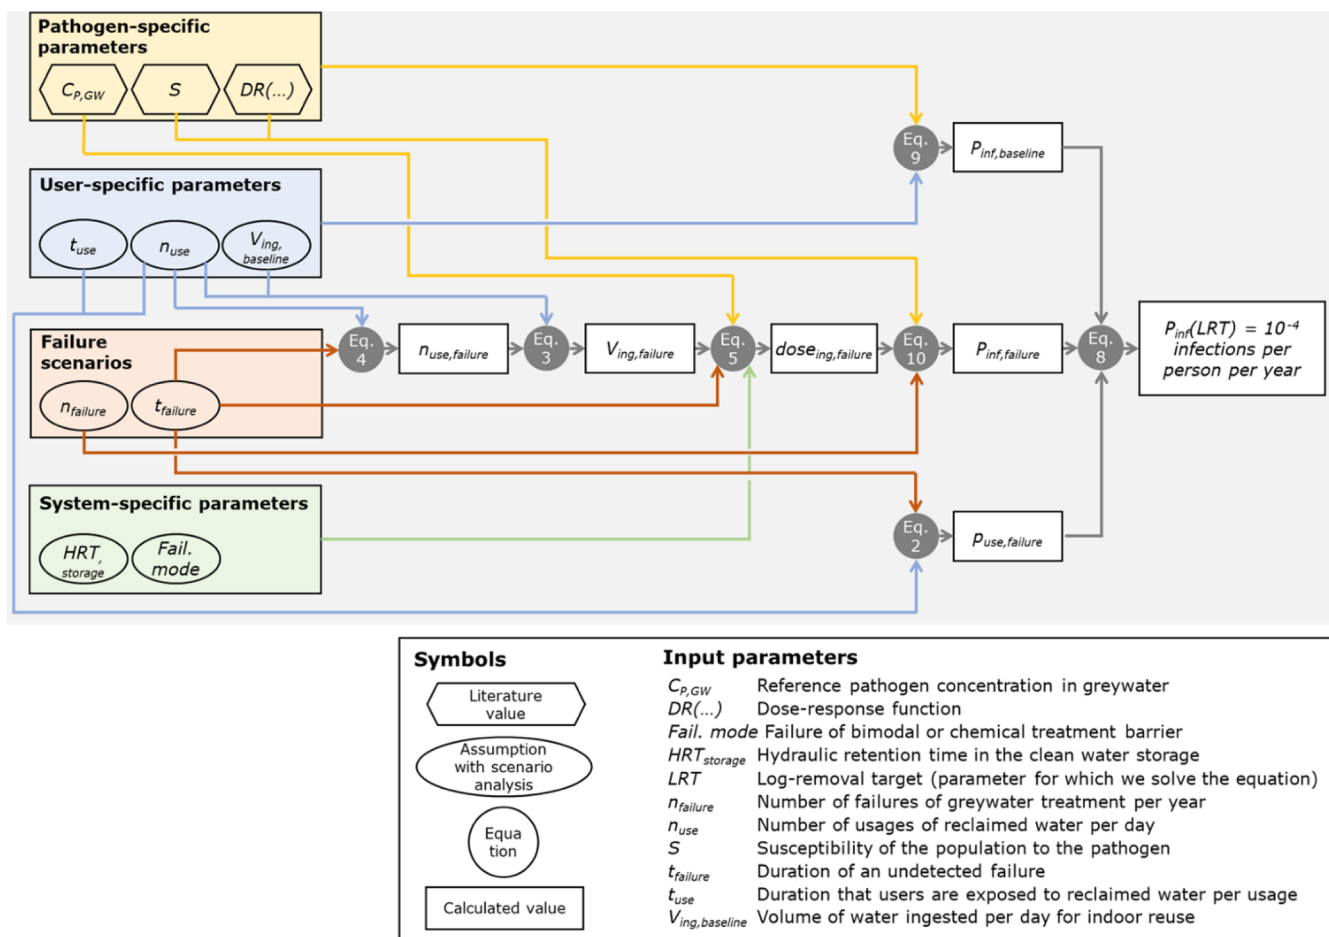 Pathogen-specific
parameters
C_P,GW
S
DR(...)
User-specific parameters
t_use
n_use
V_ing,
baseline
Failure
scenarios
n_failure
t_failure
System-specific parameters
HRT,
storage
Fail.
mode
Eq.
4
n_use,failure
Eq.
3
V_ing,failure
Eq.
5
dose_ing,failure
Eq.
10
P_inf,failure
Eq.
9
P_inf,baseline
Eq.
8
Eq.
2
p_use,failure
P_inf(LRT) = 10^-4
infections per
person per year
Symbols
Literature
value
Assumption
with scenario
analysis
Equa
tion
Calculated value
Input parameters
C_P,GW Reference pathogen concentration in greywater
DR(...) Dose-response function
Fail. mode Failure of bimodal or chemical treatment barrier
HRT_storage Hydraulic retention time in the clean water storage
LRT Log-removal target (parameter for which we solve the equation)
n_failure Number of failures of greywater treatment per year
n_use Number of usages of reclaimed water per day
S Susceptibility of the population to the pathogen
t_failure Duration of an undetected failure
t_use Duration that users are exposed to reclaimed water per usage
V_ing,baseline Volume of water ingested per day for indoor reuse